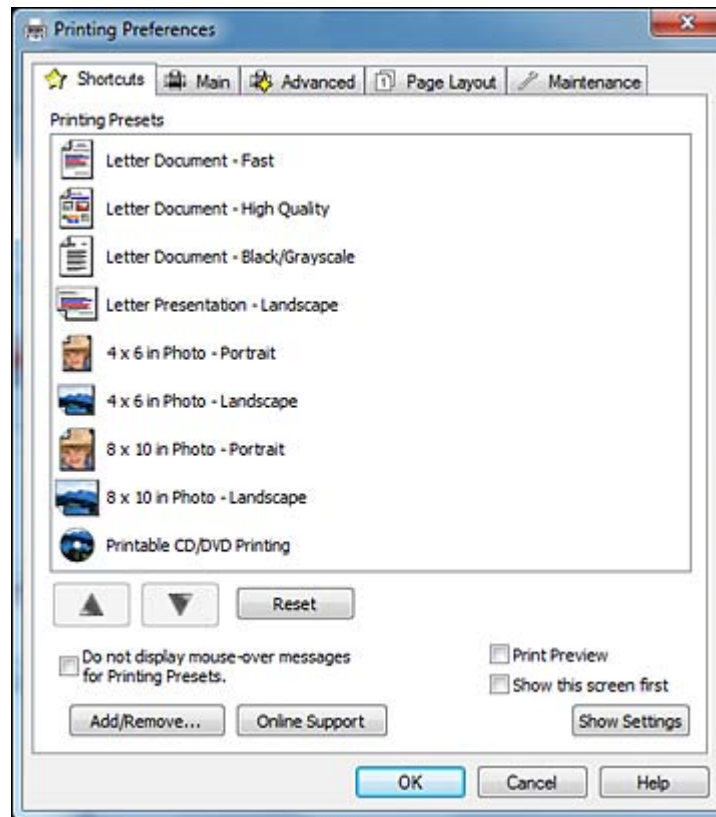 Printing Preferences
Shortcuts Main Advanced 1 Page Layout Maintenance
Printing Presets
Letter Document - Fast
Letter Document - High Quality
Letter Document - Black/Grayscale
Letter Presentation - Landscape
4 x 6 in Photo - Portrait
4 x 6 in Photo - Landscape
8 x 10 in Photo - Portrait
8 x 10 in Photo - Landscape
Printable CD/DVD Printing
Reset
Do not display mouse-over messages
for Printing Presets.
Print Preview
Show this screen first
Add/Remove... Online Support Show Settings
OK Cancel Help